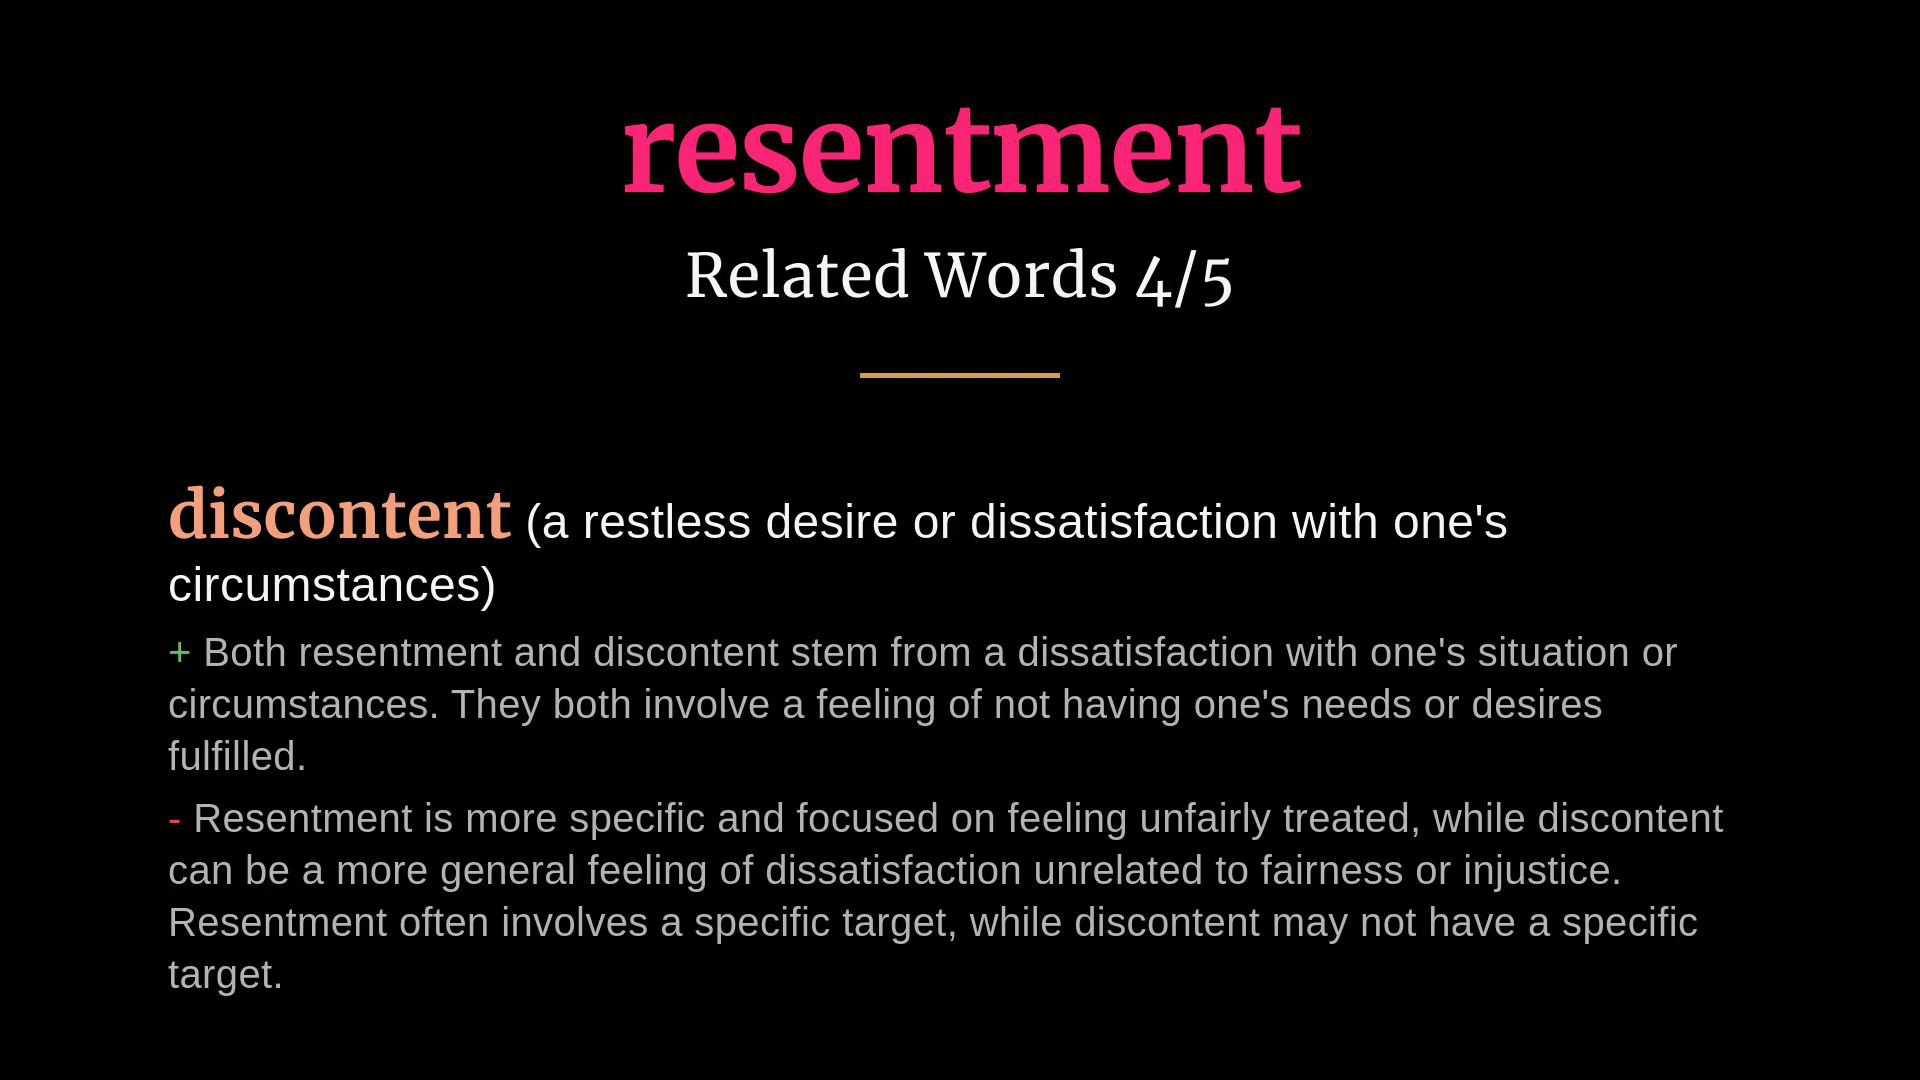 resentment
Related Words 4/5
discontent (a restless desire or dissatisfaction with one's
circumstances)
+ Both resentment and discontent stem from a dissatisfaction with one's situation or
circumstances. They both involve a feeling of not having one's needs or desires
fulfilled.
- Resentment is more specific and focused on feeling unfairly treated, while discontent
can be a more general feeling of dissatisfaction unrelated to fairness or injustice.
Resentment often involves a specific target, while discontent may not have a specific
target.